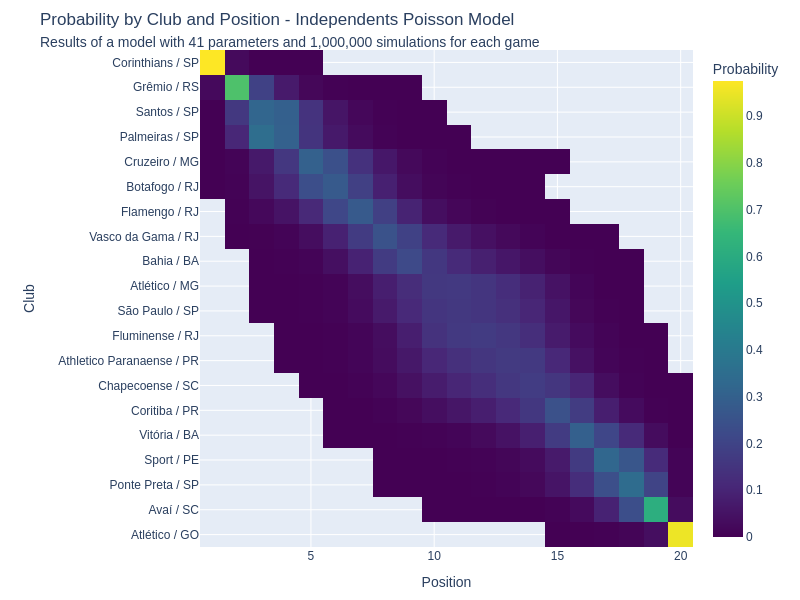 Probability by Club and Position - Independents Poisson Model
Results of a model with 41 parameters and 1,000,000 simulations for each game
Probability
Corinthians / SP
Grêmio / RS
Santos / SP
Palmeiras / SP
Cruzeiro / MG
Botafogo / RJ
Flamengo / RJ
Vasco da Gama / RJ
Bahia / BA
Atlético / MG
São Paulo / SP
Fluminense / RJ
Athletico Paranaense / PR
Chapecoense / SC
Coritiba / PR
Vitória / BA
Sport / PE
Ponte Preta / SP
Avaí / SC
Atlético / GO
Club
5
10
15
20
Position
0.9
0.8
0.7
0.6
0.5
0.4
0.3
0.2
0.1
0